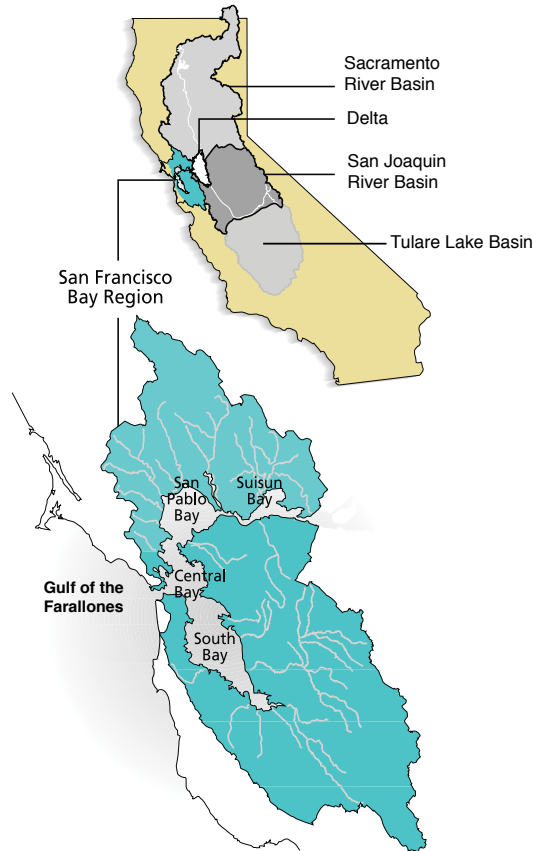 Sacramento
River Basin
Delta
San Joaquin
River Basin
Tulare Lake Basin
San Francisco
Bay Region
San
Pablo
Bay
Suisun
Bay
Gulf of the
Farallones
Central
Bay
South
Bay